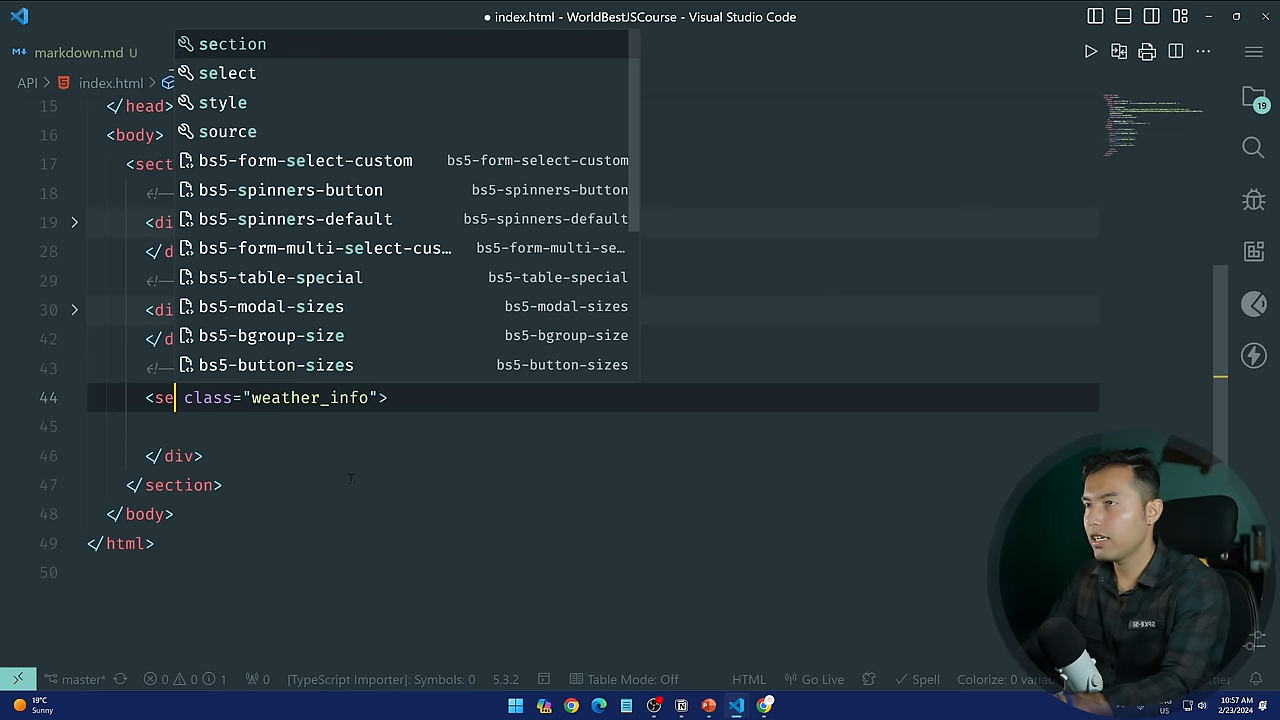 ● index.html - WorldBestJSCourse - Visual Studio Code
markdown.md U
API > index.html >
section
select
style
source
bs5-form-select-custom bs5-form-select-custom
bs5-spinners-button bs5-spinners-button
bs5-spinners-default bs5-spinners-default
bs5-form-multi-select-cus… bs5-form-multi-se…
bs5-table-special bs5-table-special
bs5-modal-sizes bs5-modal-sizes
bs5-bgroup-size bs5-bgroup-size
bs5-button-sizes bs5-button-sizes
15 </head>
16 <body>
17 <sect
18 <!—
19 > <di
28 </d
29 <!—
30 > <di
42 </d
43 <!—
44 <se class="weather_info">
45
46 </div>
47 </section>
48 </body>
49 </html>
50
19
master* 0 0 1 0 [TypeScript Importer]: Symbols: 0 5.3.2 Table Mode: Off HTML Go Live Spell Colorize: 0 varia
19°C
Sunny
US
10:57 AM
2/23/2024